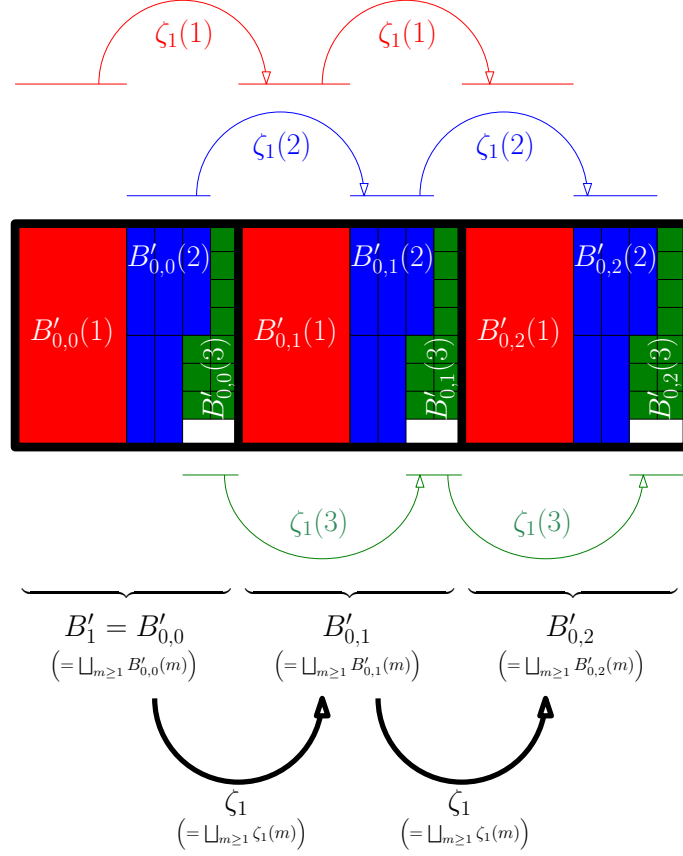 ζ₁(1) ζ₁(1)
ζ₁(2) ζ₁(2)
B′₀,₀(2) B′₀,₁(2) B′₀,₂(2)
B′₀,₀(1) B′₀,₁(1) B′₀,₂(1)
B′₀,₀(3) B′₀,₁(3) B′₀,₂(3)
ζ₁(3) ζ₁(3)
B′₁ = B′₀,₀ B′₀,₁ B′₀,₂
(= ⨆ₘ≥₁ B′₀,₀(m)) (= ⨆ₘ≥₁ B′₀,₁(m)) (= ⨆ₘ≥₁ B′₀,₂(m))
ζ₁ ζ₁
(= ⨆ₘ≥₁ ζ₁(m)) (= ⨆ₘ≥₁ ζ₁(m))